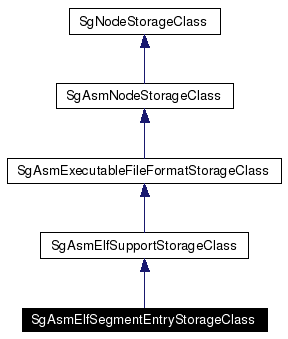 SgNodeStorageClass
SgAsmNodeStorageClass
SgAsmExecutableFileFormatStorageClass
SgAsmElfSupportStorageClass
SgAsmElfSegmentEntryStorageClass